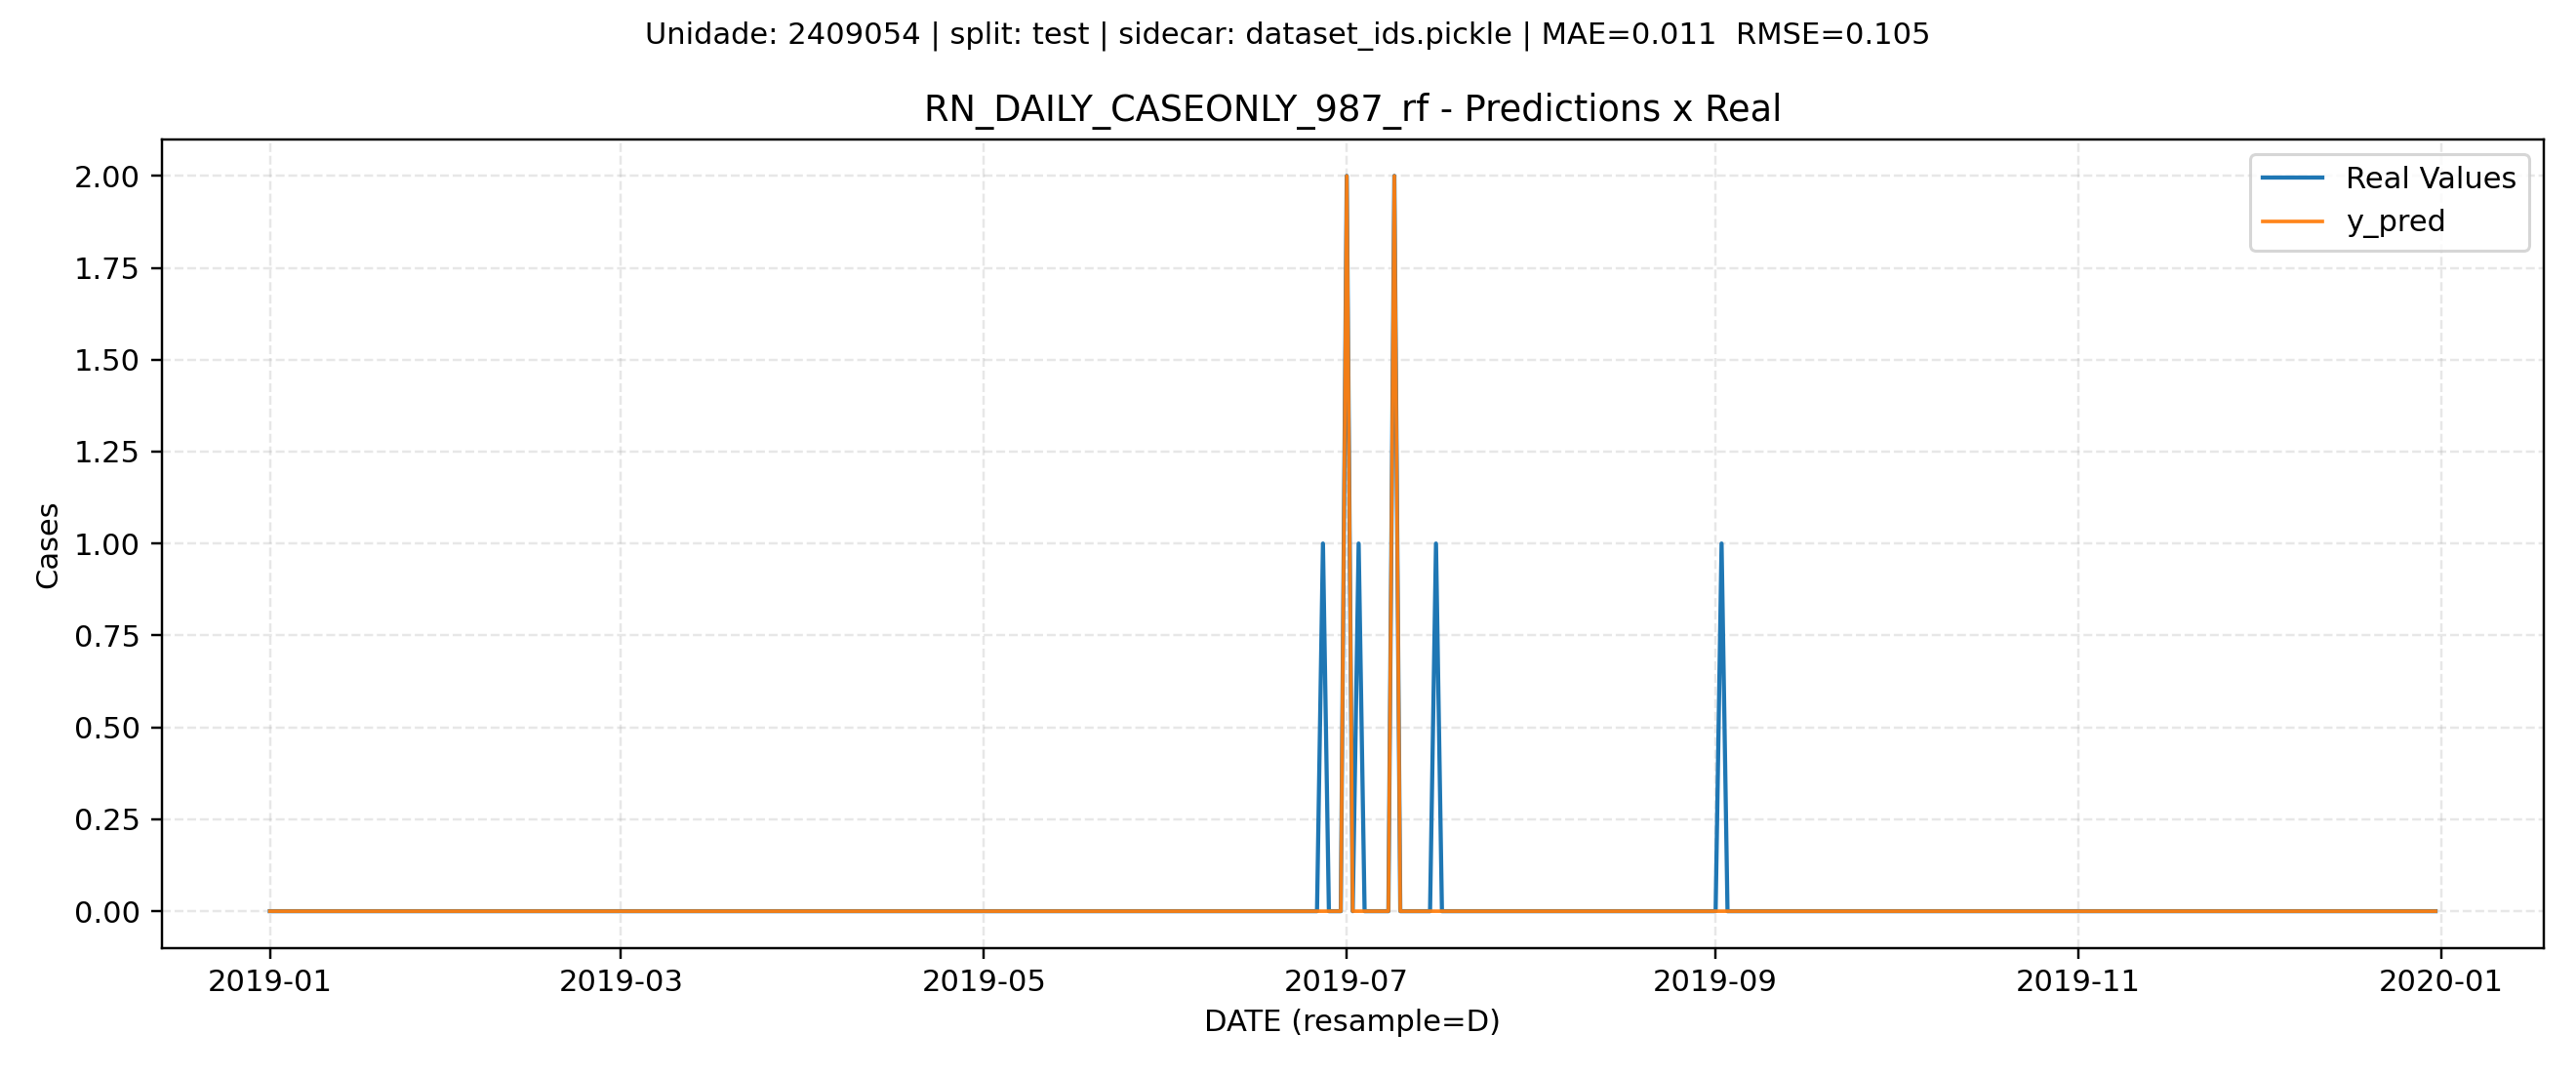 Unidade: 2409054 | split: test | sidecar: dataset_ids.pickle | MAE=0.011  RMSE=0.105
RN_DAILY_CASEONLY_987_rf - Predictions x Real
Real Values
y_pred
2.00
1.75
1.50
1.25
1.00
0.75
0.50
0.25
0.00
Cases
2019-01
2019-03
2019-05
2019-07
2019-09
2019-11
2020-01
DATE (resample=D)